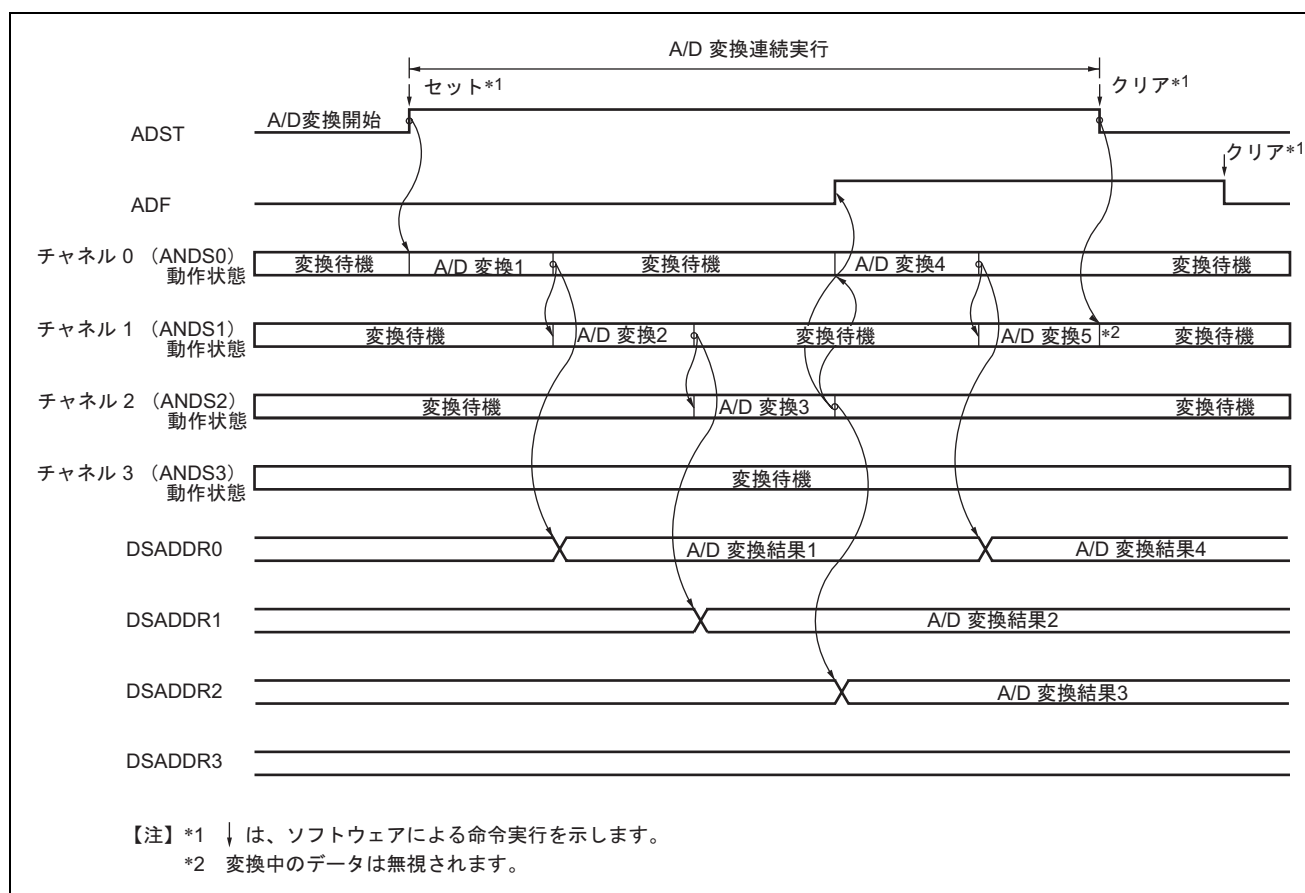 A/D 変換連続実行
セット*1
クリア*1
ADST
A/D変換開始
クリア*1
ADF
チャネル 0 (ANDS0)
動作状態
変換待機
A/D 変換1
変換待機
A/D 変換4
変換待機
チャネル 1 (ANDS1)
動作状態
変換待機
A/D 変換2
変換待機
A/D 変換5
*2
変換待機
チャネル 2 (ANDS2)
動作状態
変換待機
A/D 変換3
変換待機
チャネル 3 (ANDS3)
動作状態
変換待機
DSADDR0
A/D 変換結果1
A/D 変換結果4
DSADDR1
A/D 変換結果2
DSADDR2
A/D 変換結果3
DSADDR3
【注】*1 ↓ は、ソフトウェアによる命令実行を示します。
*2 変換中のデータは無視されます。